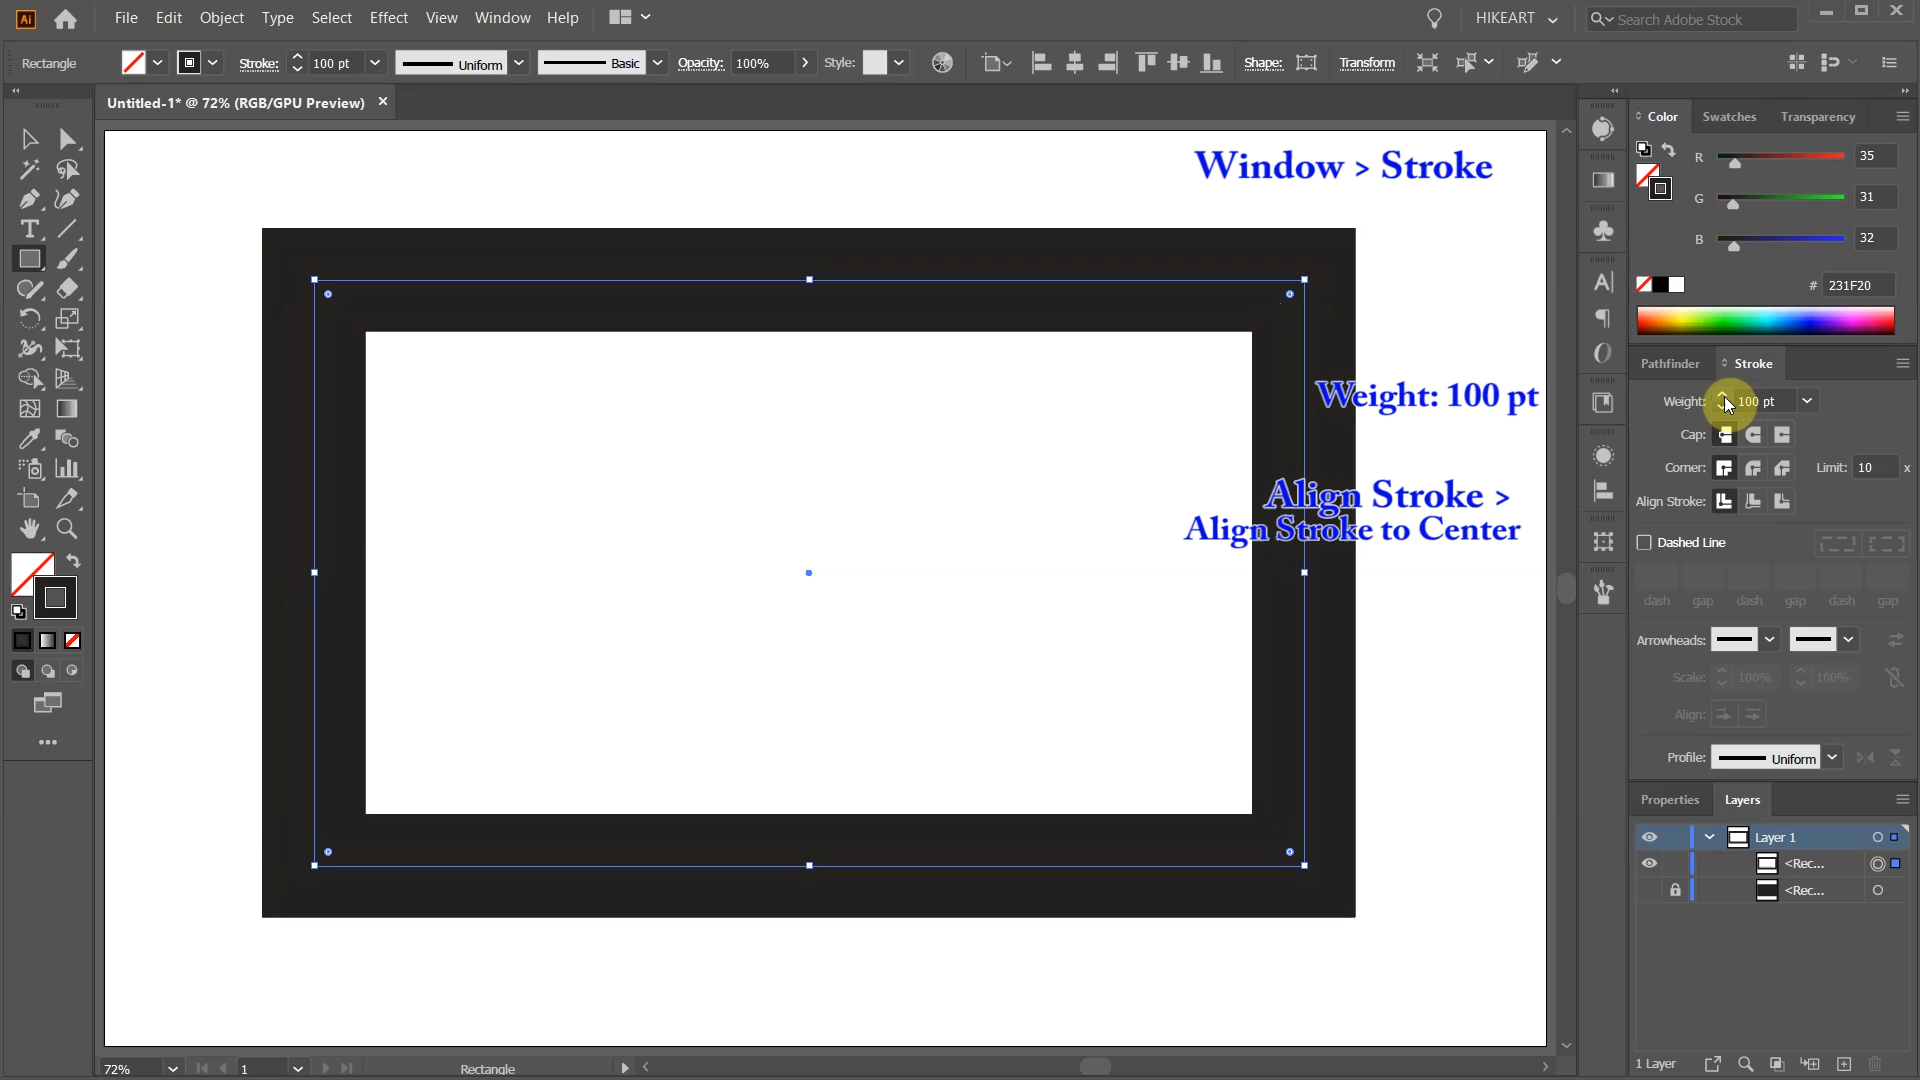 Ai File Edit Object Type Select Effect View Window Help HIKEART Search Adobe Stock
Rectangle Stroke: 100 pt Uniform Basic Opacity: 100% Style: Shape: Transform
Untitled-1* @ 72% (RGB/GPU Preview) ×
Color Swatches Transparency
R 35
G 31
B 32
# 231F20
Window > Stroke
Pathfinder Stroke
Weight: 100 pt
Weight: 100 pt
Cap:
Corner: Limit: 10 x
Align Stroke >
Align Stroke to Center
Align Stroke:
Dashed Line
dash gap dash gap dash gap
Arrowheads:
Scale: 100% 100%
Align:
Profile: Uniform
Properties Layers
Layer 1
<Rec...
<Rec...
1 Layer
72% 1 Rectangle